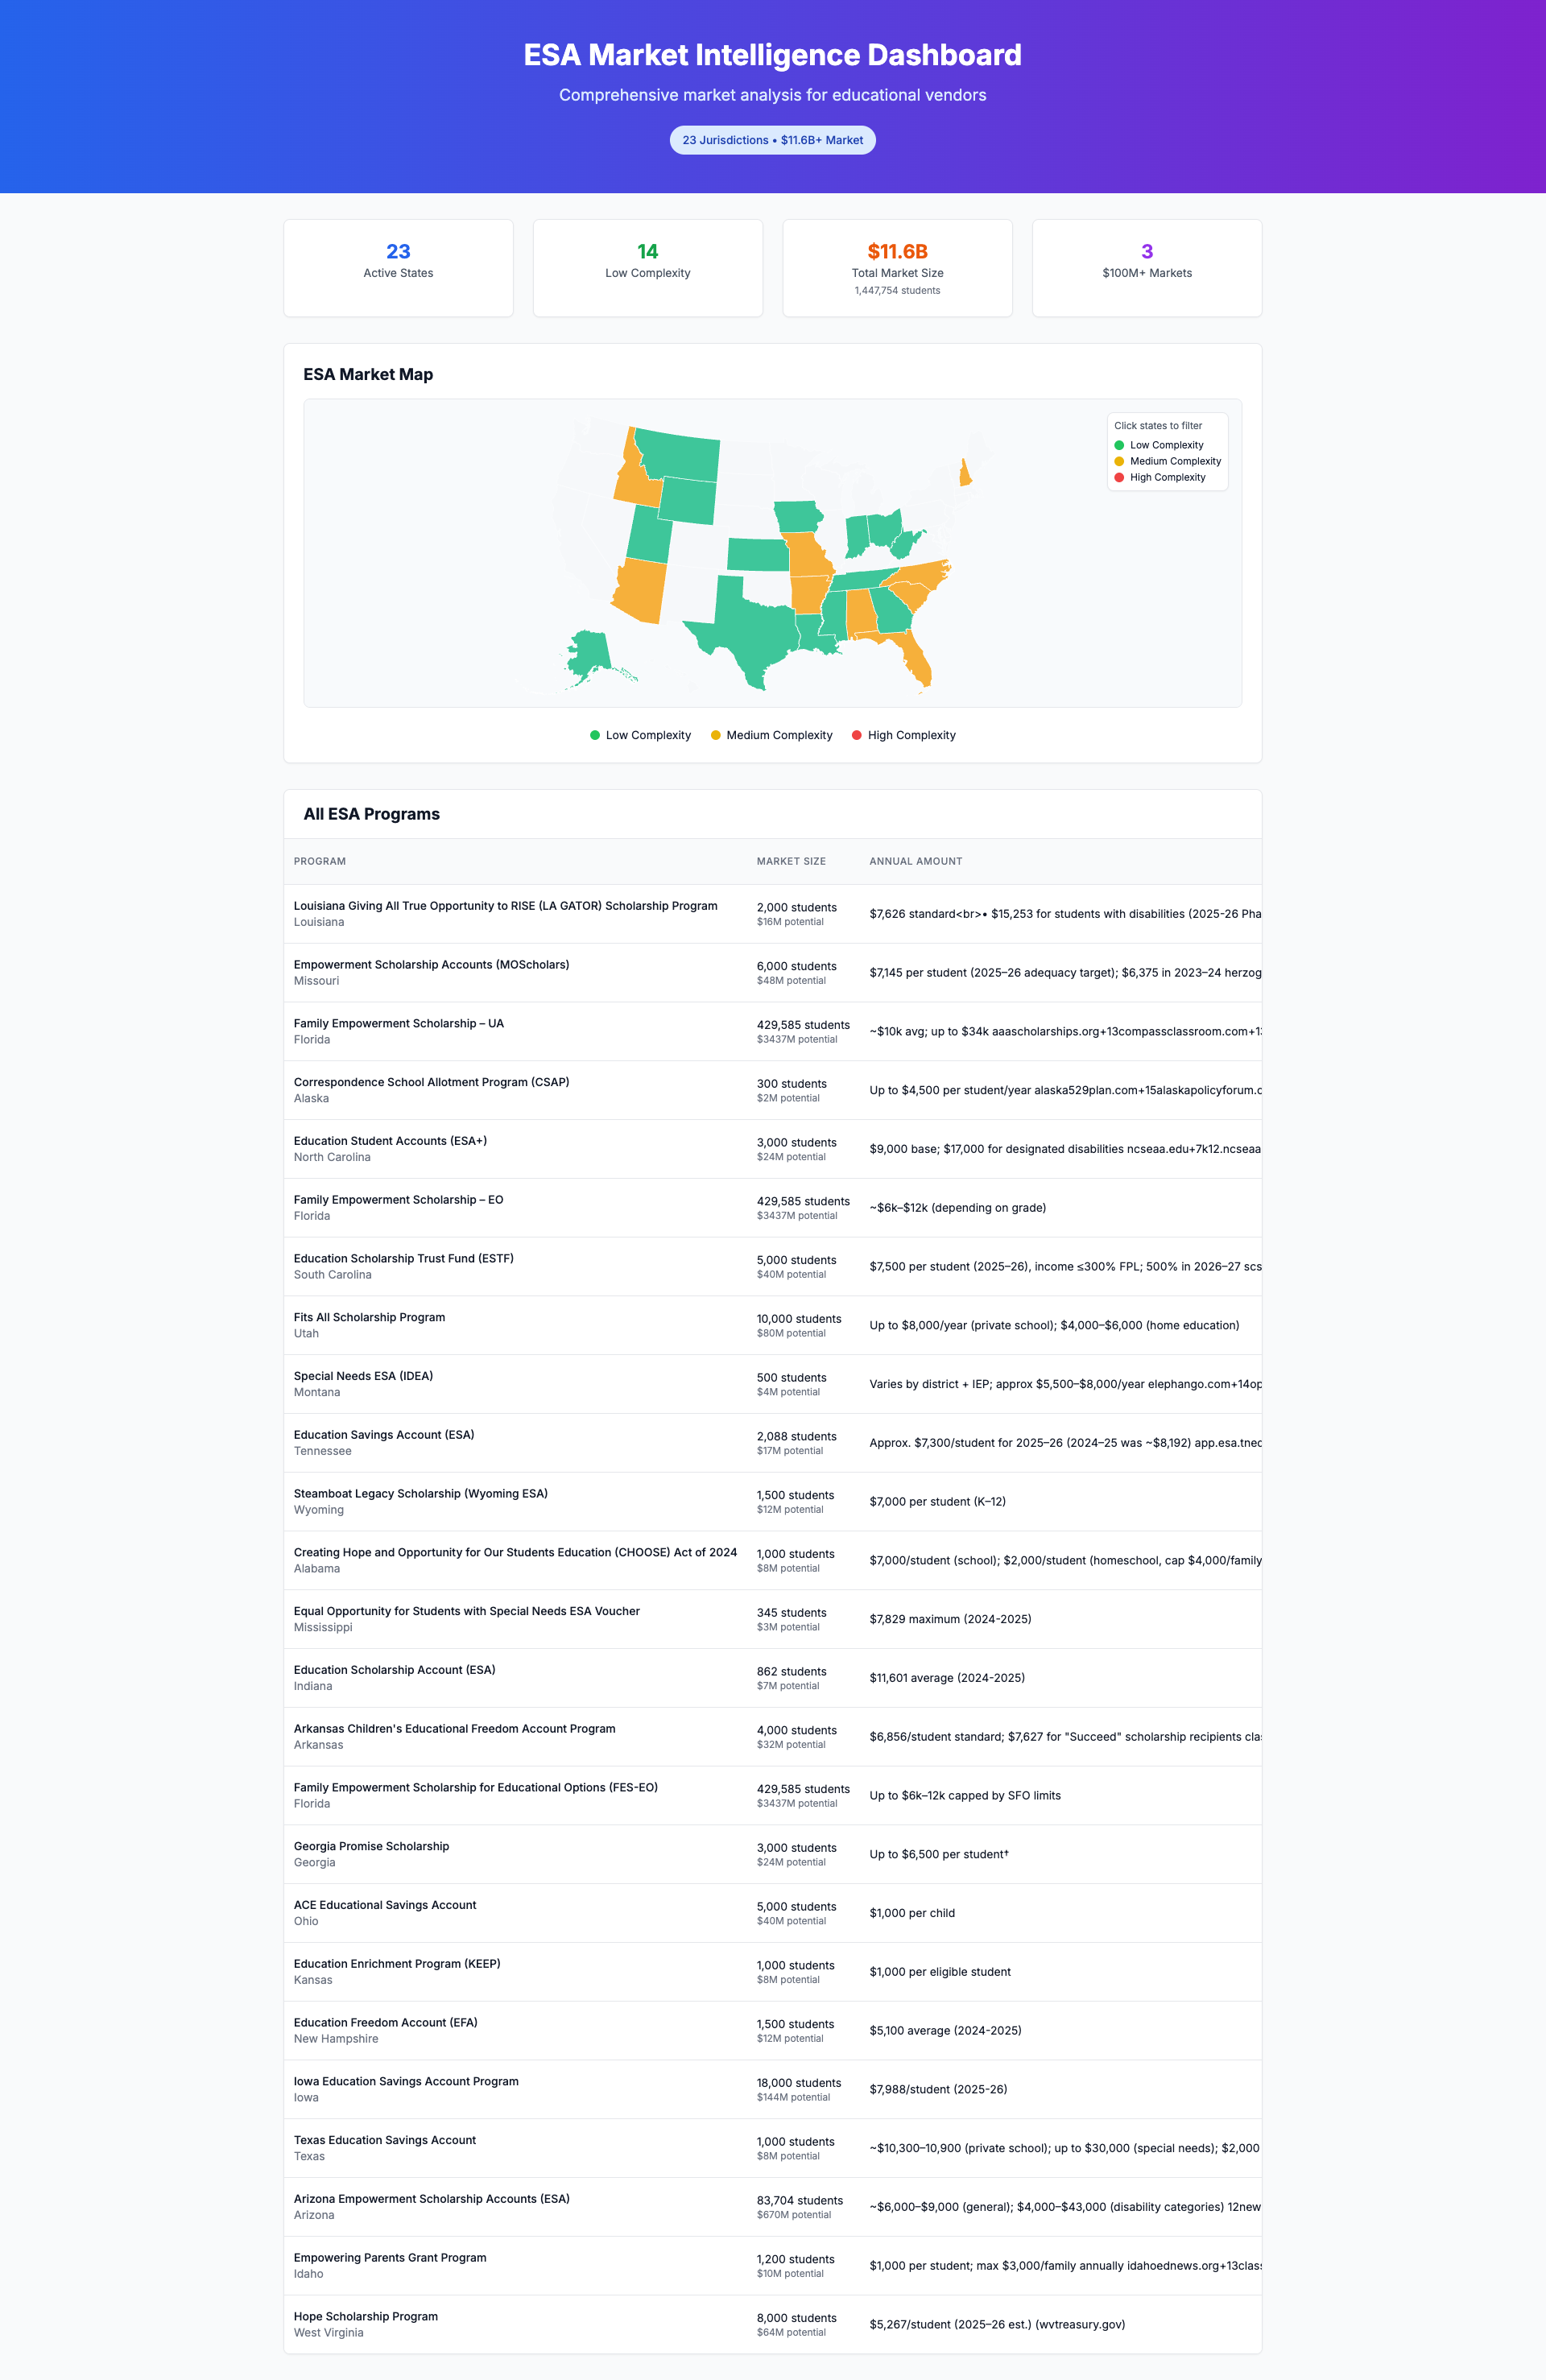 ESA Market Intelligence Dashboard
Comprehensive market analysis for educational vendors
23 Jurisdictions • $11.6B+ Market
23
Active States
14
Low Complexity
$11.6B
Total Market Size
1,447,754 students
3
$100M+ Markets
ESA Market Map
Click states to filter
Low Complexity
Medium Complexity
High Complexity
Low Complexity Medium Complexity High Complexity
All ESA Programs
PROGRAM MARKET SIZE ANNUAL AMOUNT
Louisiana Giving All True Opportunity to RISE (LA GATOR) Scholarship Program
Louisiana
2,000 students
$16M potential
$7,626 standard<br>• $15,253 for students with disabilities (2025-26 Pha
Empowerment Scholarship Accounts (MOScholars)
Missouri
6,000 students
$48M potential
$7,145 per student (2025–26 adequacy target); $6,375 in 2023–24 herzog
Family Empowerment Scholarship – UA
Florida
429,585 students
$3437M potential
~$10k avg; up to $34k aaascholarships.org+13compassclassroom.com+13
Correspondence School Allotment Program (CSAP)
Alaska
300 students
$2M potential
Up to $4,500 per student/year alaska529plan.com+15alaskapolicyforum.o
Education Student Accounts (ESA+)
North Carolina
3,000 students
$24M potential
$9,000 base; $17,000 for designated disabilities ncseaa.edu+7k12.ncseaa
Family Empowerment Scholarship – EO
Florida
429,585 students
$3437M potential
~$6k–$12k (depending on grade)
Education Scholarship Trust Fund (ESTF)
South Carolina
5,000 students
$40M potential
$7,500 per student (2025–26), income ≤300% FPL; 500% in 2026–27 scs
Fits All Scholarship Program
Utah
10,000 students
$80M potential
Up to $8,000/year (private school); $4,000–$6,000 (home education)
Special Needs ESA (IDEA)
Montana
500 students
$4M potential
Varies by district + IEP; approx $5,500–$8,000/year elephango.com+14op
Education Savings Account (ESA)
Tennessee
2,088 students
$17M potential
Approx. $7,300/student for 2025–26 (2024–25 was ~$8,192) app.esa.tned
Steamboat Legacy Scholarship (Wyoming ESA)
Wyoming
1,500 students
$12M potential
$7,000 per student (K–12)
Creating Hope and Opportunity for Our Students Education (CHOOSE) Act of 2024
Alabama
1,000 students
$8M potential
$7,000/student (school); $2,000/student (homeschool, cap $4,000/family
Equal Opportunity for Students with Special Needs ESA Voucher
Mississippi
345 students
$3M potential
$7,829 maximum (2024-2025)
Education Scholarship Account (ESA)
Indiana
862 students
$7M potential
$11,601 average (2024-2025)
Arkansas Children's Educational Freedom Account Program
Arkansas
4,000 students
$32M potential
$6,856/student standard; $7,627 for "Succeed" scholarship recipients clas
Family Empowerment Scholarship for Educational Options (FES-EO)
Florida
429,585 students
$3437M potential
Up to $6k–12k capped by SFO limits
Georgia Promise Scholarship
Georgia
3,000 students
$24M potential
Up to $6,500 per student†
ACE Educational Savings Account
Ohio
5,000 students
$40M potential
$1,000 per child
Education Enrichment Program (KEEP)
Kansas
1,000 students
$8M potential
$1,000 per eligible student
Education Freedom Account (EFA)
New Hampshire
1,500 students
$12M potential
$5,100 average (2024-2025)
Iowa Education Savings Account Program
Iowa
18,000 students
$144M potential
$7,988/student (2025-26)
Texas Education Savings Account
Texas
1,000 students
$8M potential
~$10,300–10,900 (private school); up to $30,000 (special needs); $2,000
Arizona Empowerment Scholarship Accounts (ESA)
Arizona
83,704 students
$670M potential
~$6,000–$9,000 (general); $4,000–$43,000 (disability categories) 12new
Empowering Parents Grant Program
Idaho
1,200 students
$10M potential
$1,000 per student; max $3,000/family annually idahoednews.org+13class
Hope Scholarship Program
West Virginia
8,000 students
$64M potential
$5,267/student (2025–26 est.) (wvtreasury.gov)